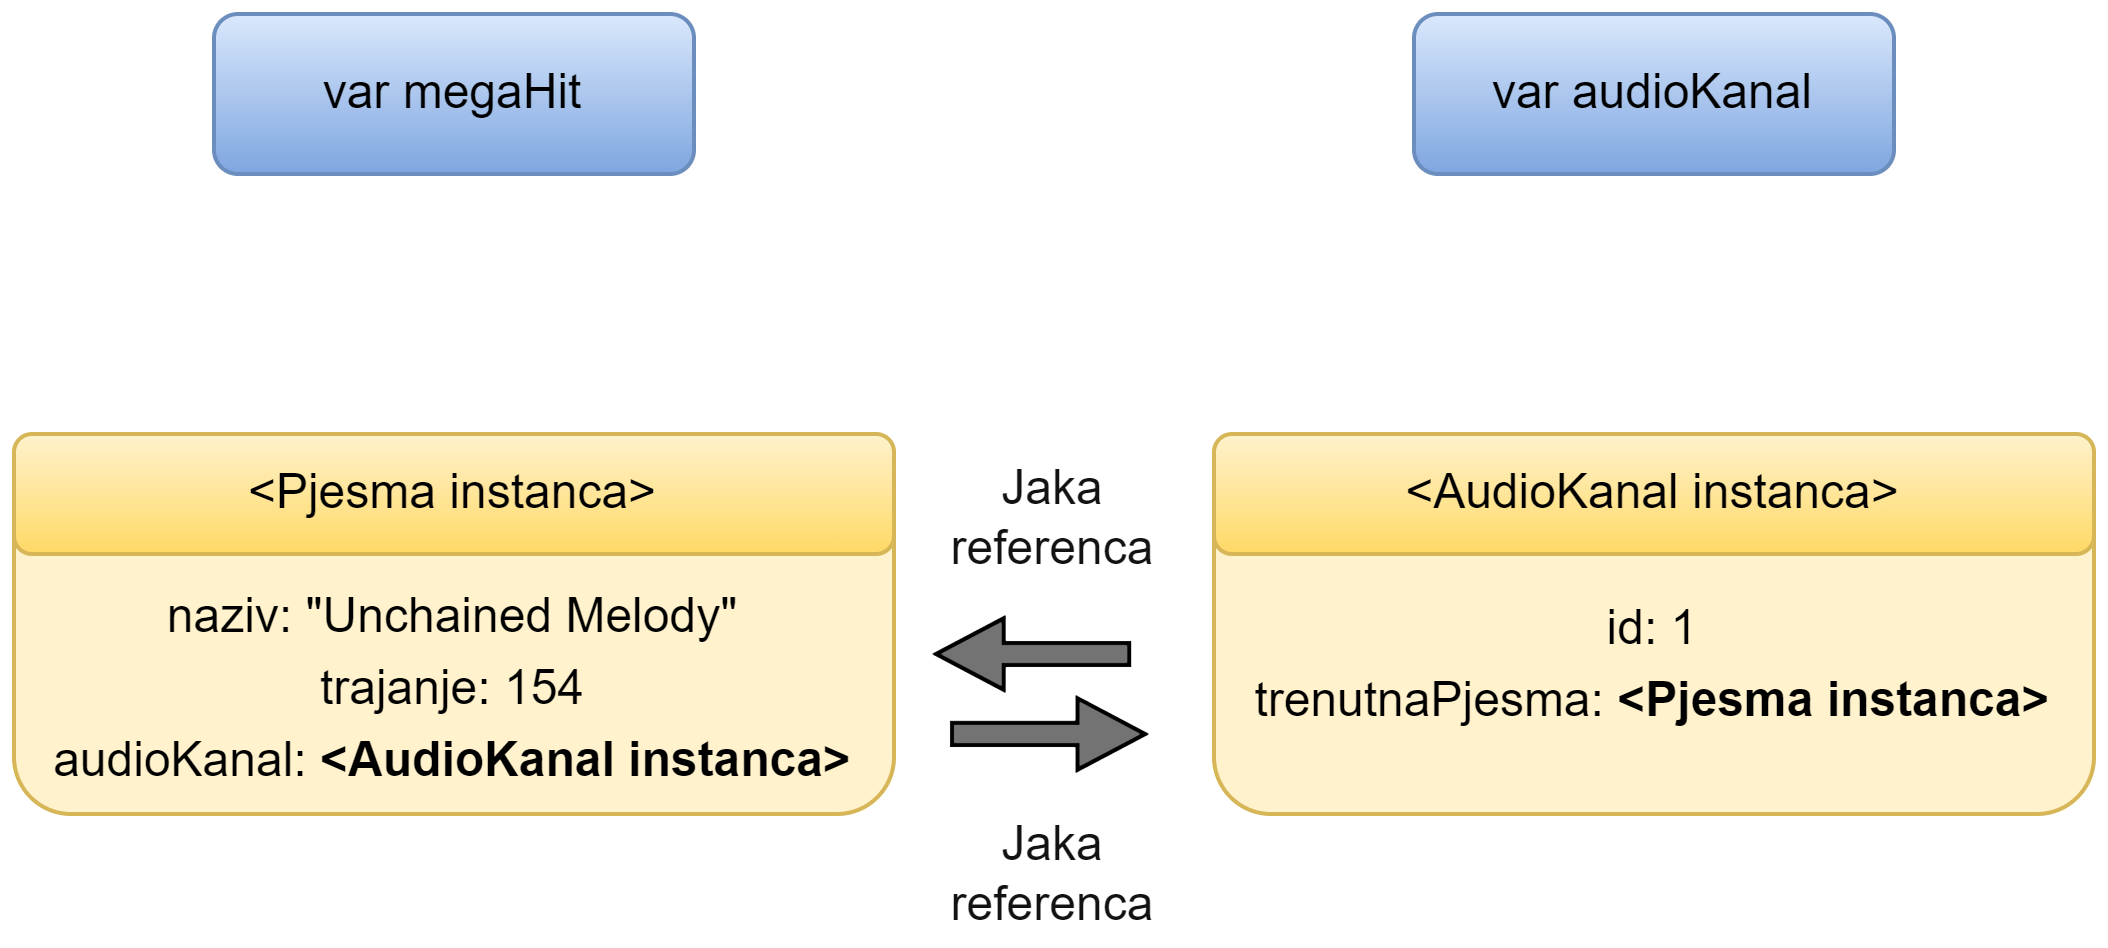 var megaHit
var audioKanal
<Pjesma instanca>
naziv: "Unchained Melody"
trajanje: 154
audioKanal: <AudioKanal instanca>
Jaka
referenca
Jaka
referenca
<AudioKanal instanca>
id: 1
trenutnaPjesma: <Pjesma instanca>